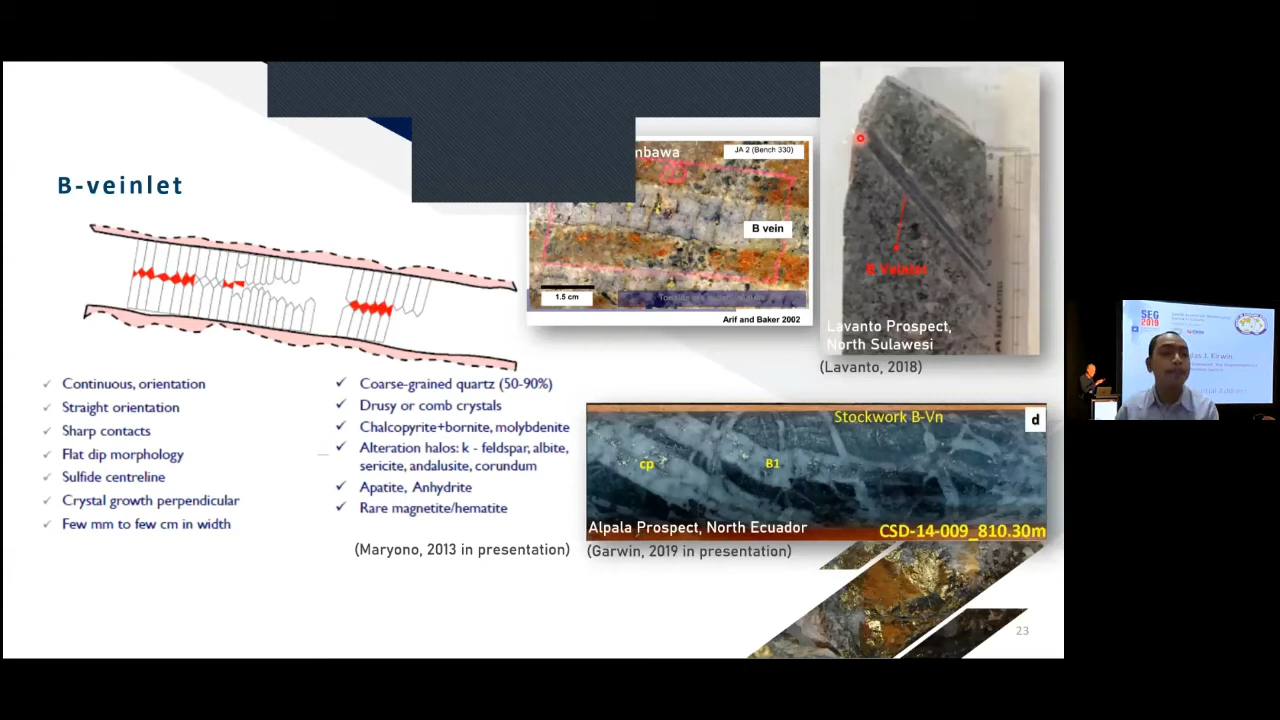 B-veinlet
mbawa
JA 2 (Bench 330)
B vein
1.5 cm
Arif and Baker 2002
B Veinlet
Lavanto Prospect,
North Sulawesi
(Lavanto, 2018)
Continuous, orientation
Straight orientation
Sharp contacts
Flat dip morphology
Sulfide centreline
Crystal growth perpendicular
Few mm to few cm in width
Coarse-grained quartz (50-90%)
Drusy or comb crystals
Chalcopyrite+bornite, molybdenite
Alteration halos: k - feldspar, albite,
sericite, andalusite, corundum
Apatite, Anhydrite
Rare magnetite/hematite
(Maryono, 2013 in presentation)
Stockwork B-Vn
d
cp
B1
Alpala Prospect, North Ecuador
CSD-14-009_810.30m
(Garwin, 2019 in presentation)
23
SEG
2019
J. Kirwin